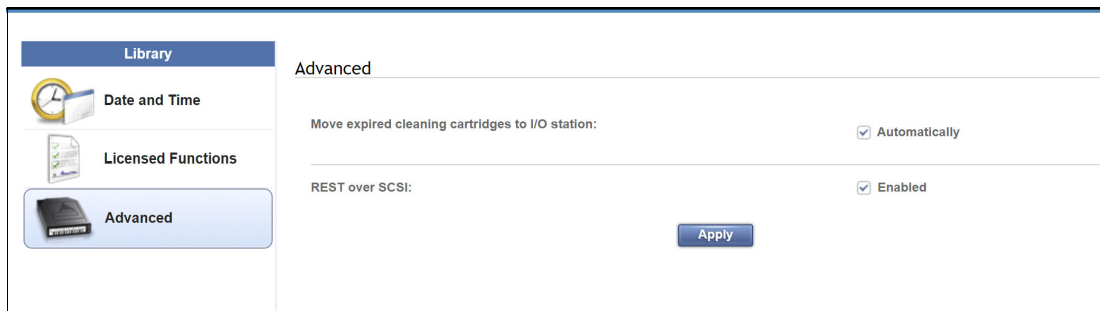 Library
Date and Time
Licensed Functions
Advanced
Advanced
Move expired cleaning cartridges to I/O station:
Automatically
REST over SCSI:
Enabled
Apply